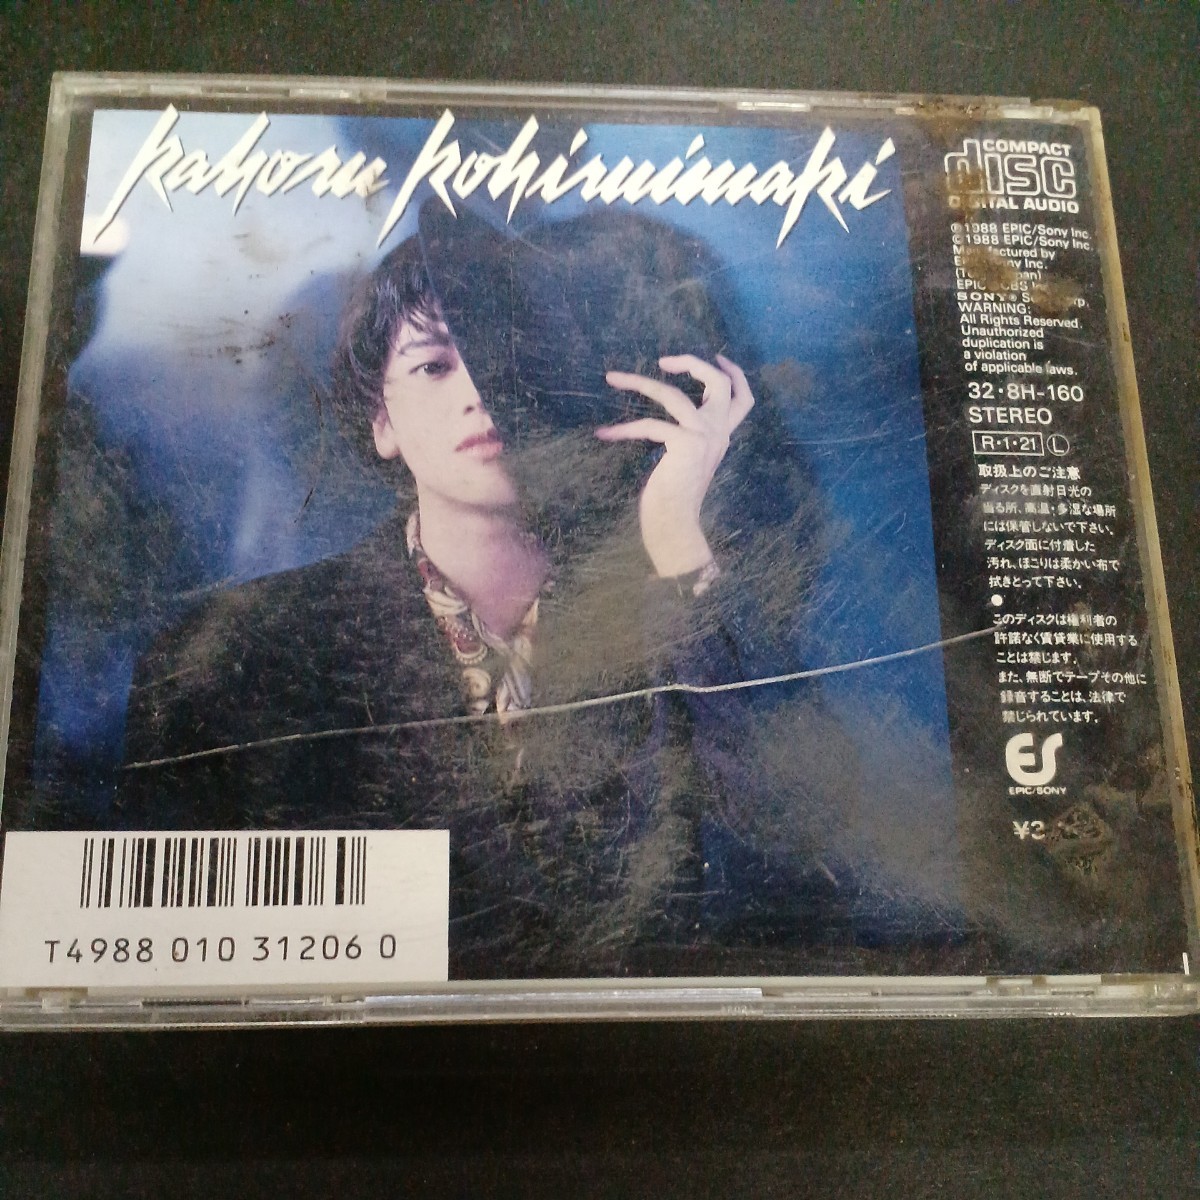 kahoru kohiruimaki
COMPACT
disc
DIGITAL AUDIO
℗1988 EPIC/Sony Inc.
©1988 EPIC/Sony Inc.
Manufactured by
Inc.
EPIC
SONY®
WARNING:
All Rights Reserved.
Unauthorized
duplication is
a violation
of applicable laws.
32・8H-160
STEREO
R・1・21 L
取扱上のご注意
ディスクを直射日光の
当る所、高温・多湿な場所
には保管しないで下さい。
ディスク面に付着した
汚れ、ほこりは柔かい布で
拭きとって下さい。
●
このディスクは権利者の
許諾なく賃貸業に使用する
ことは禁じます。
また、無断でテープその他に
録音することは、法律で
禁じられています。
ES
EPIC/SONY
¥3
T4988 010 31206 0